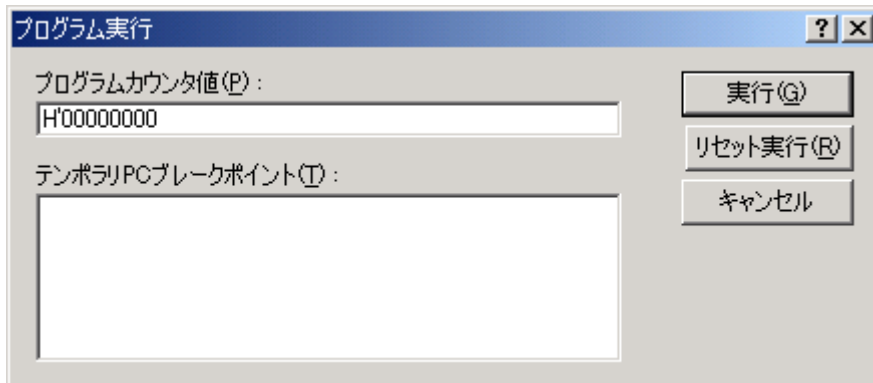 プログラム実行
プログラムカウンタ値(P) :
H'00000000
テンポラリPCブレークポイント(T) :
実行(G)
リセット実行(R)
キャンセル